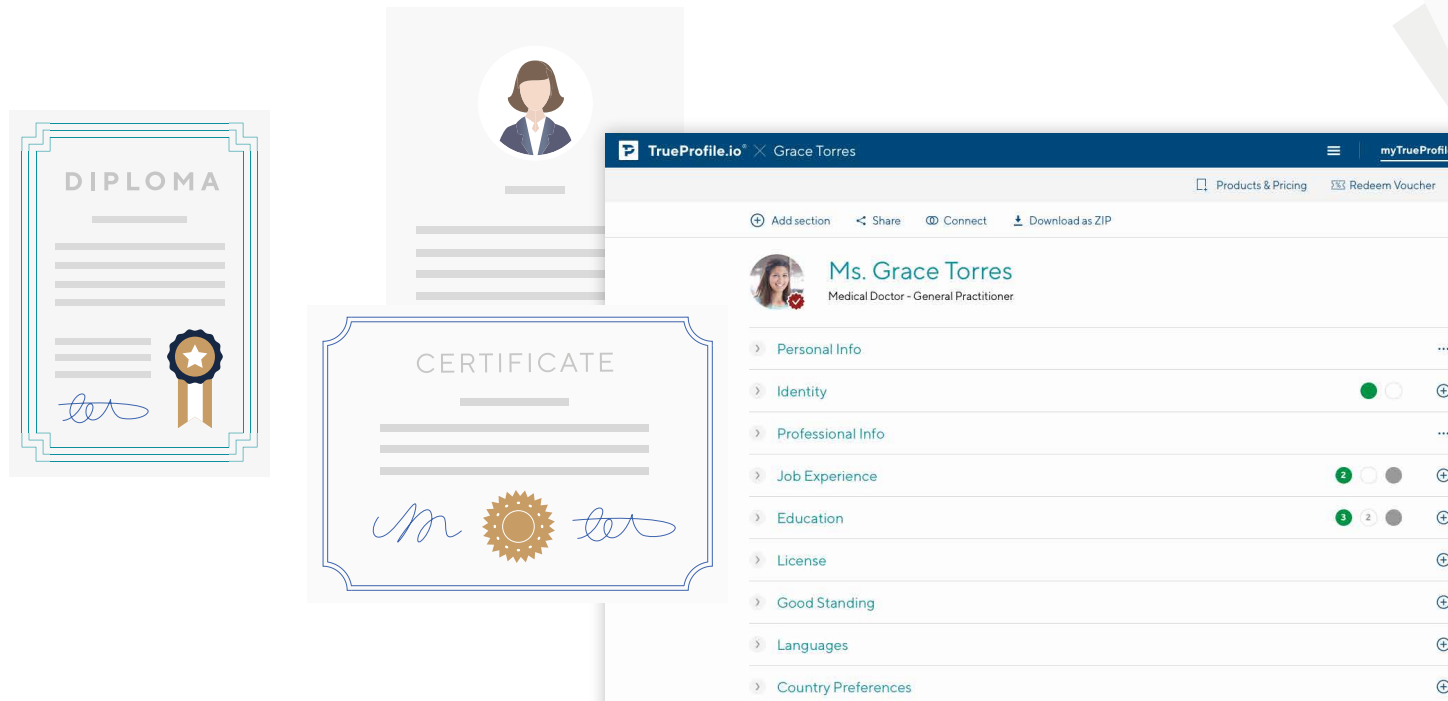 DIPLOMA
CERTIFICATE
TrueProfile.io® × Grace Torres
myTrueProfile
Products & Pricing
Redeem Voucher
Add section
Share
Connect
Download as ZIP
Ms. Grace Torres
Medical Doctor - General Practitioner
Personal Info
Identity
Professional Info
Job Experience
2
Education
3
2
License
Good Standing
Languages
Country Preferences